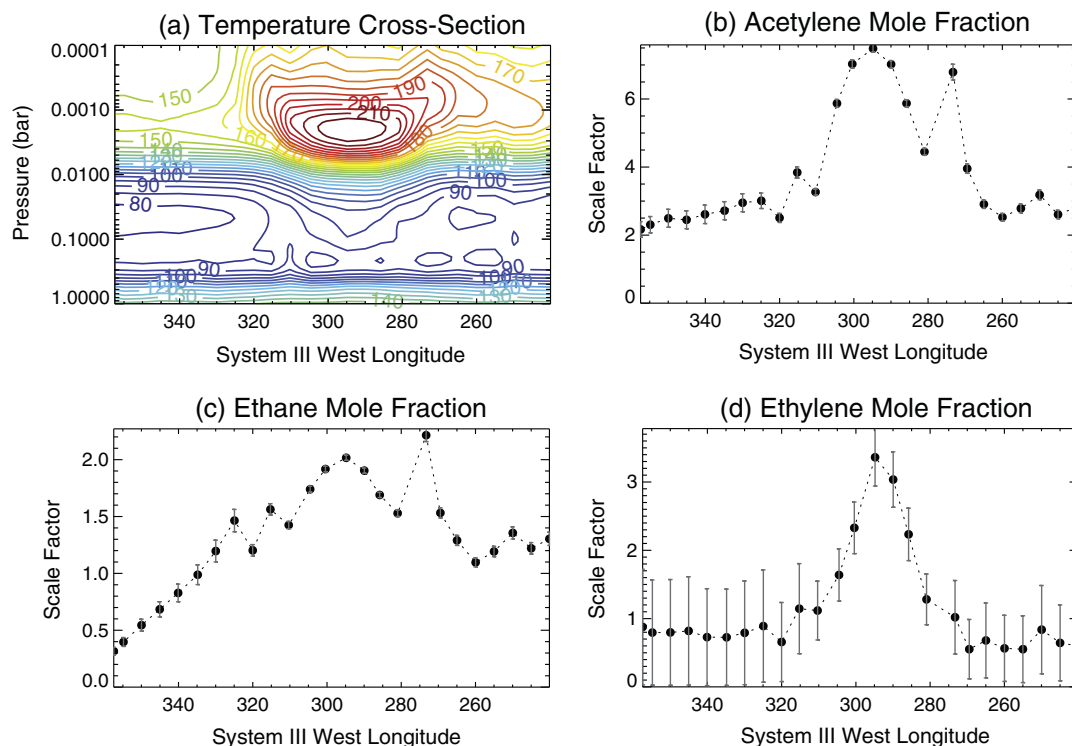 (a) Temperature Cross-Section
0.0001
0.0010
0.0100
0.1000
1.0000
Pressure (bar)
150
170
190
200
210
160
180
150
140
110
100
90
80
110
100
90
90
100
90
100
130
140
130
340 320 300 280 260
System III West Longitude
(b) Acetylene Mole Fraction
6
4
2
0
Scale Factor
340 320 300 280 260
System III West Longitude
(c) Ethane Mole Fraction
2.0
1.5
1.0
0.5
0.0
Scale Factor
340 320 300 280 260
System III West Longitude
(d) Ethylene Mole Fraction
3
2
1
0
Scale Factor
340 320 300 280 260
System III West Longitude